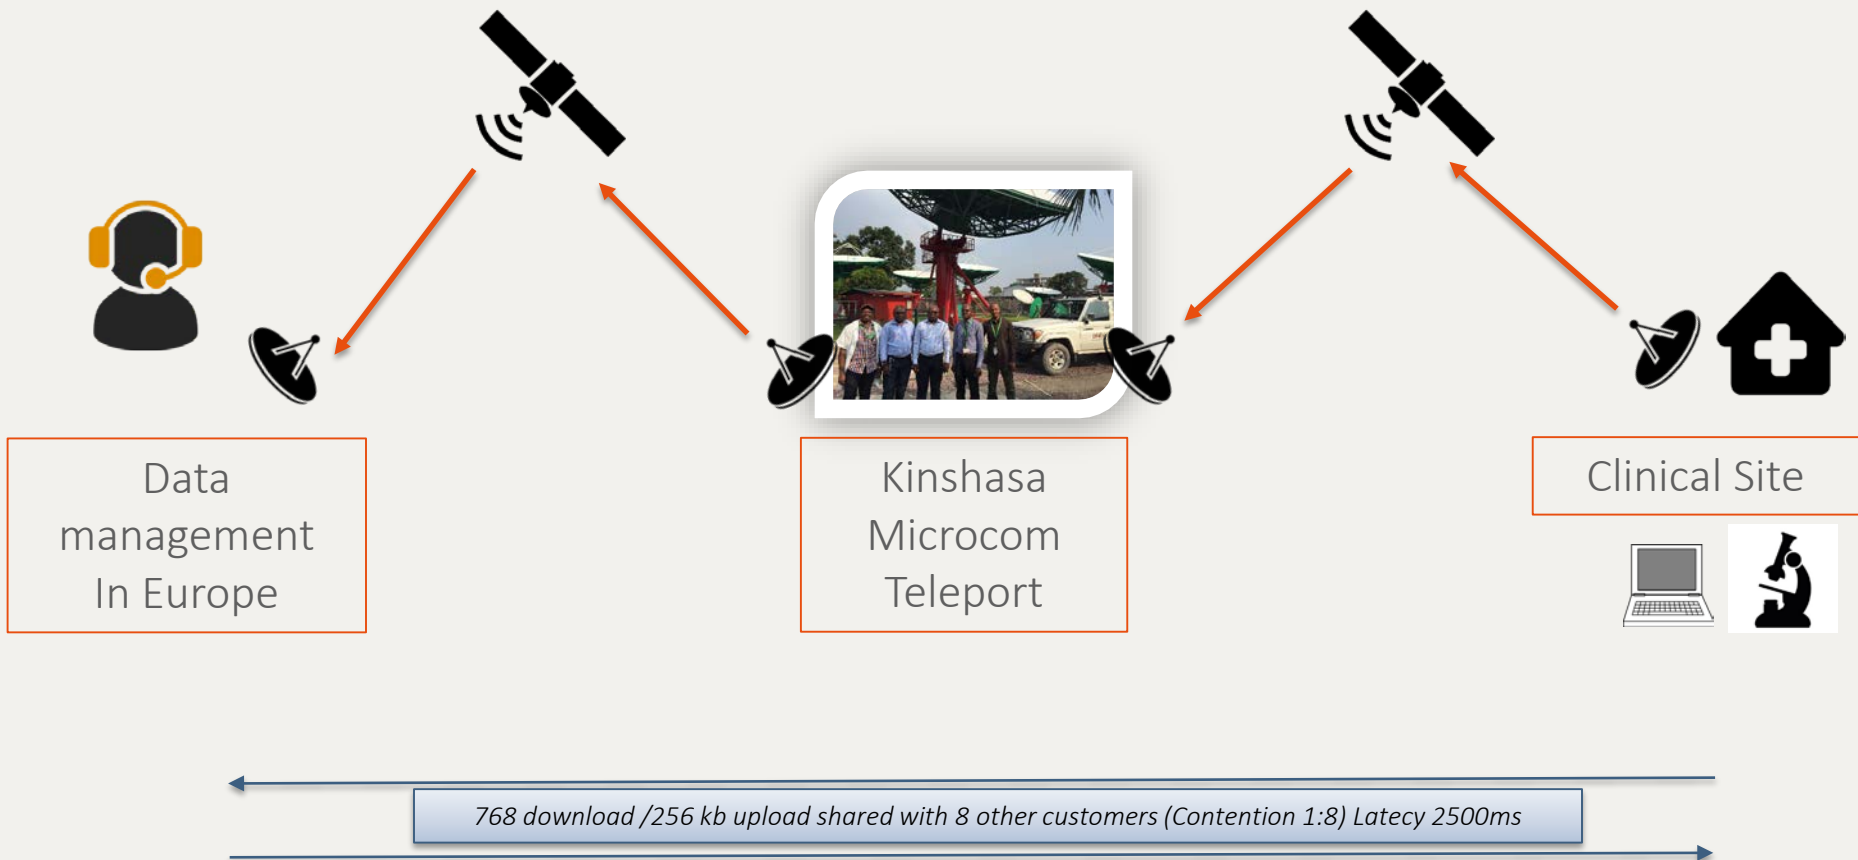 Data
management
In Europe
Kinshasa
Microcom
Teleport
Clinical Site
768 download /256 kb upload shared with 8 other customers (Contention 1:8) Latecy 2500ms